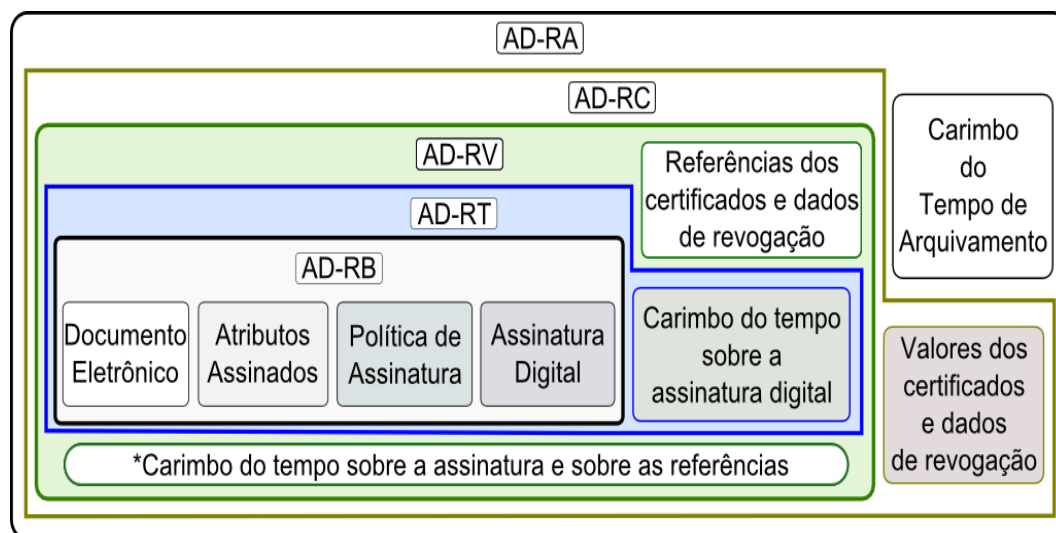 AD-RA
AD-RC
Carimbo
do
Tempo de
Arquivamento
AD-RV
Referências dos
certificados e dados
de revogação
AD-RT
AD-RB
Documento
Eletrônico
Atributos
Assinados
Política de
Assinatura
Assinatura
Digital
Carimbo do tempo
sobre a
assinatura digital
Valores dos
certificados
e dados
de revogação
*Carimbo do tempo sobre a assinatura e sobre as referências